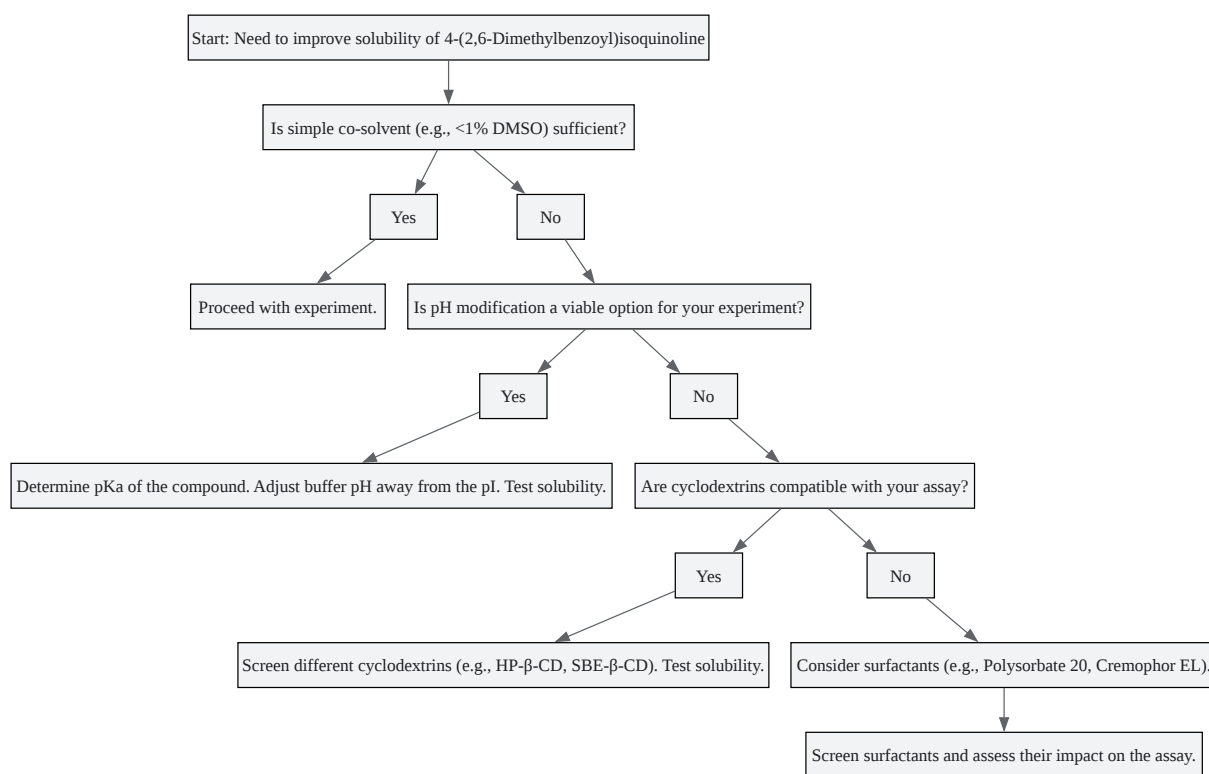 Start: Need to improve solubility of 4-(2,6-Dimethylbenzoyl)isoquinoline
Is simple co-solvent (e.g., <1% DMSO) sufficient?
Yes
No
Proceed with experiment.
Is pH modification a viable option for your experiment?
Yes
No
Determine pKa of the compound. Adjust buffer pH away from the pI. Test solubility.
Are cyclodextrins compatible with your assay?
Yes
No
Screen different cyclodextrins (e.g., HP-β-CD, SBE-β-CD). Test solubility.
Consider surfactants (e.g., Polysorbate 20, Cremophor EL).
Screen surfactants and assess their impact on the assay.